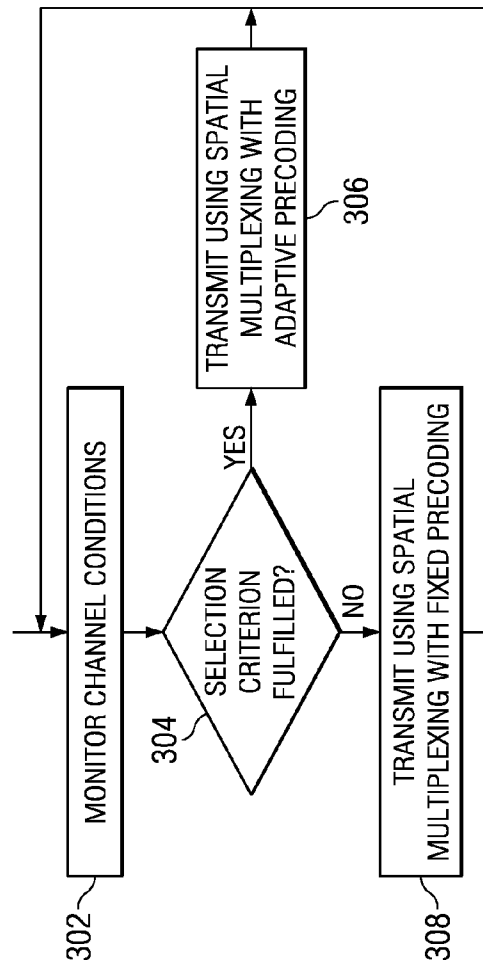 302
MONITOR CHANNEL CONDITIONS
304
SELECTION
CRITERION
FULFILLED?
YES
TRANSMIT USING SPATIAL
MULTIPLEXING WITH
ADAPTIVE PRECODING
306
NO
TRANSMIT USING SPATIAL
MULTIPLEXING WITH FIXED PRECODING
308